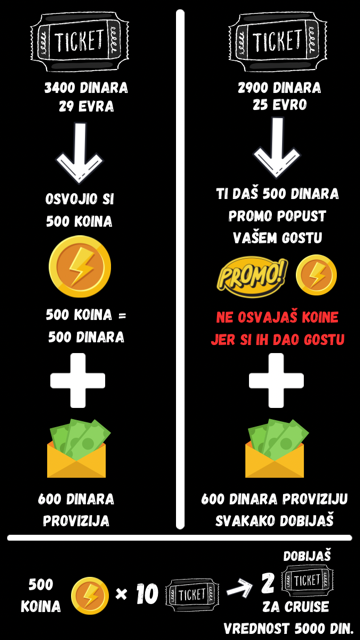 TICKET
3400 DINARA
29 EVRA
OSVOJIO SI
500 KOINA
500 KOINA =
500 DINARA
600 DINARA
PROVIZIJA
TICKET
2900 DINARA
25 EVRO
TI DAŠ 500 DINARA
PROMO POPUST
VAŠEM GOSTU
PROMO!
NE OSVAJAŠ KOINE
JER SI IH DAO GOSTU
600 DINARA PROVIZIJU
SVAKAKO DOBIJAŠ
500
KOINA
× 10
TICKET
DOBIJAŠ
2 TICKET
ZA CRUISE
VREDNOST 5000 DIN.